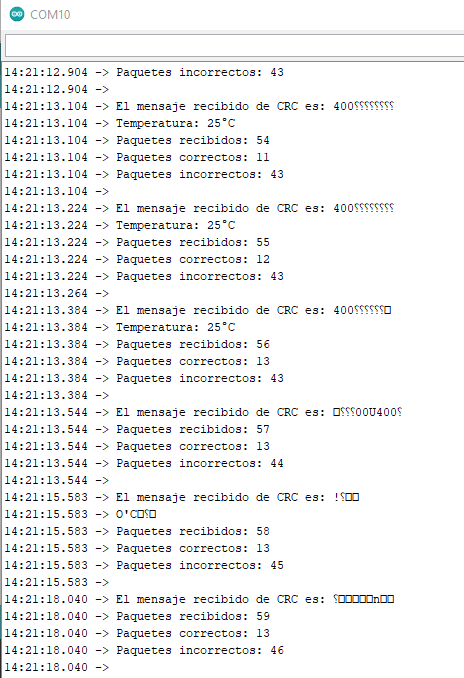 COM10
14:21:12.904 -> Paquetes incorrectos: 43
14:21:12.904 ->
14:21:13.104 -> El mensaje recibido de CRC es: 400⸮⸮⸮⸮⸮⸮⸮⸮
14:21:13.104 -> Temperatura: 25°C
14:21:13.104 -> Paquetes recibidos: 54
14:21:13.104 -> Paquetes correctos: 11
14:21:13.104 -> Paquetes incorrectos: 43
14:21:13.104 ->
14:21:13.224 -> El mensaje recibido de CRC es: 400⸮⸮⸮⸮⸮⸮⸮⸮
14:21:13.224 -> Temperatura: 25°C
14:21:13.224 -> Paquetes recibidos: 55
14:21:13.224 -> Paquetes correctos: 12
14:21:13.224 -> Paquetes incorrectos: 43
14:21:13.264 ->
14:21:13.384 -> El mensaje recibido de CRC es: 400⸮⸮⸮⸮⸮⸮□
14:21:13.384 -> Temperatura: 25°C
14:21:13.384 -> Paquetes recibidos: 56
14:21:13.384 -> Paquetes correctos: 13
14:21:13.384 -> Paquetes incorrectos: 43
14:21:13.384 ->
14:21:13.544 -> El mensaje recibido de CRC es: □⸮⸮⸮00U400⸮
14:21:13.544 -> Paquetes recibidos: 57
14:21:13.544 -> Paquetes correctos: 13
14:21:13.544 -> Paquetes incorrectos: 44
14:21:13.544 ->
14:21:15.583 -> El mensaje recibido de CRC es: !⸮□□
14:21:15.583 -> O'C□⸮□
14:21:15.583 -> Paquetes recibidos: 58
14:21:15.583 -> Paquetes correctos: 13
14:21:15.583 -> Paquetes incorrectos: 45
14:21:15.583 ->
14:21:18.040 -> El mensaje recibido de CRC es: ⸮□□□□□n□□
14:21:18.040 -> Paquetes recibidos: 59
14:21:18.040 -> Paquetes correctos: 13
14:21:18.040 -> Paquetes incorrectos: 46
14:21:18.040 ->